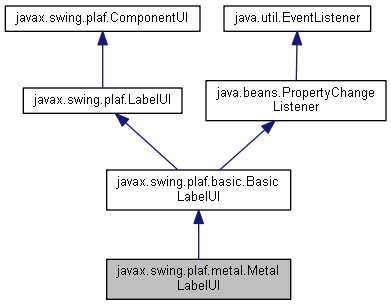 javax.swing.plaf.ComponentUI
java.util.EventListener
javax.swing.plaf.LabelUI
java.beans.PropertyChange
Listener
javax.swing.plaf.basic.Basic
LabelUI
javax.swing.plaf.metal.Metal
LabelUI